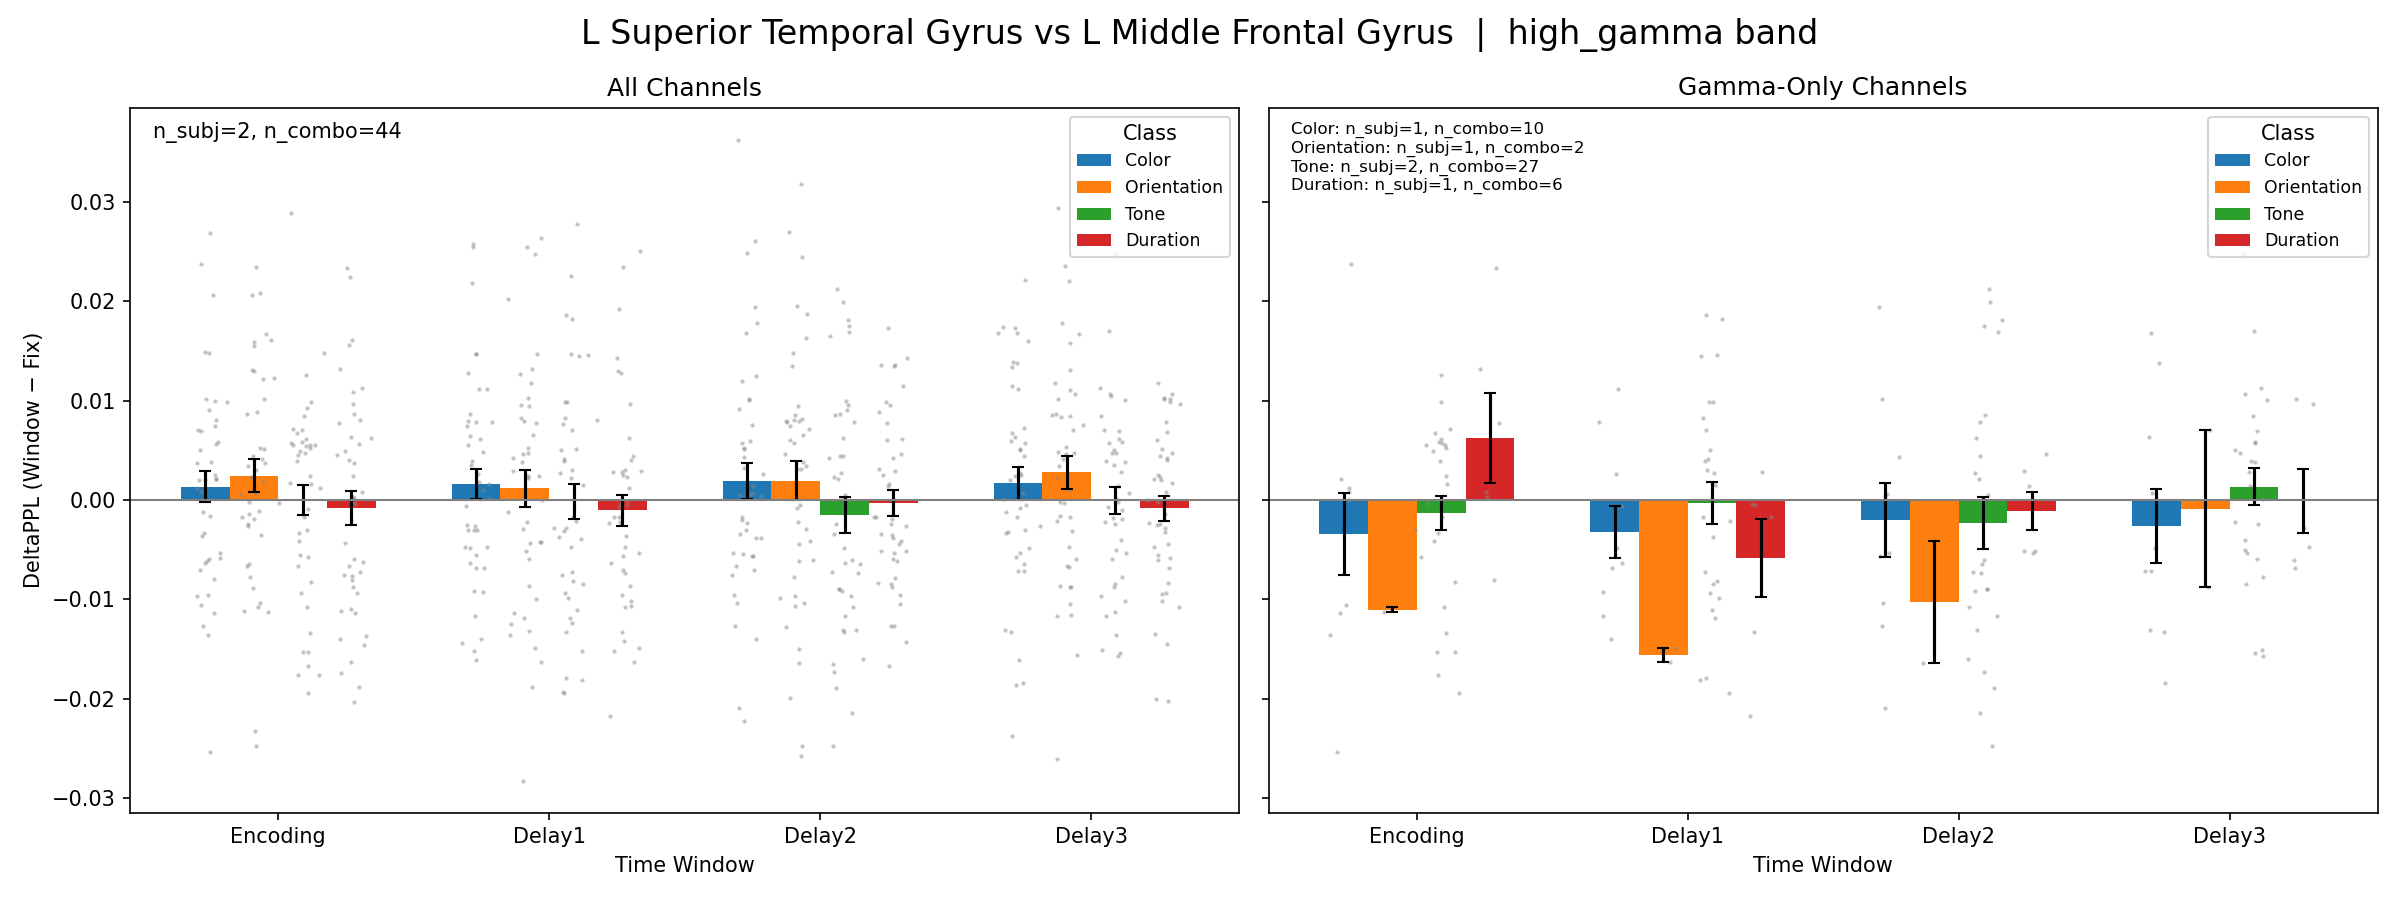 L Superior Temporal Gyrus vs L Middle Frontal Gyrus | high_gamma band
All Channels
n_subj=2, n_combo=44
Class
Color
Orientation
Tone
Duration
0.03
0.02
0.01
0.00
−0.01
−0.02
−0.03
DeltaPPL (Window − Fix)
Encoding
Delay1
Delay2
Delay3
Time Window
Gamma-Only Channels
Color: n_subj=1, n_combo=10
Orientation: n_subj=1, n_combo=2
Tone: n_subj=2, n_combo=27
Duration: n_subj=1, n_combo=6
Class
Color
Orientation
Tone
Duration
Encoding
Delay1
Delay2
Delay3
Time Window